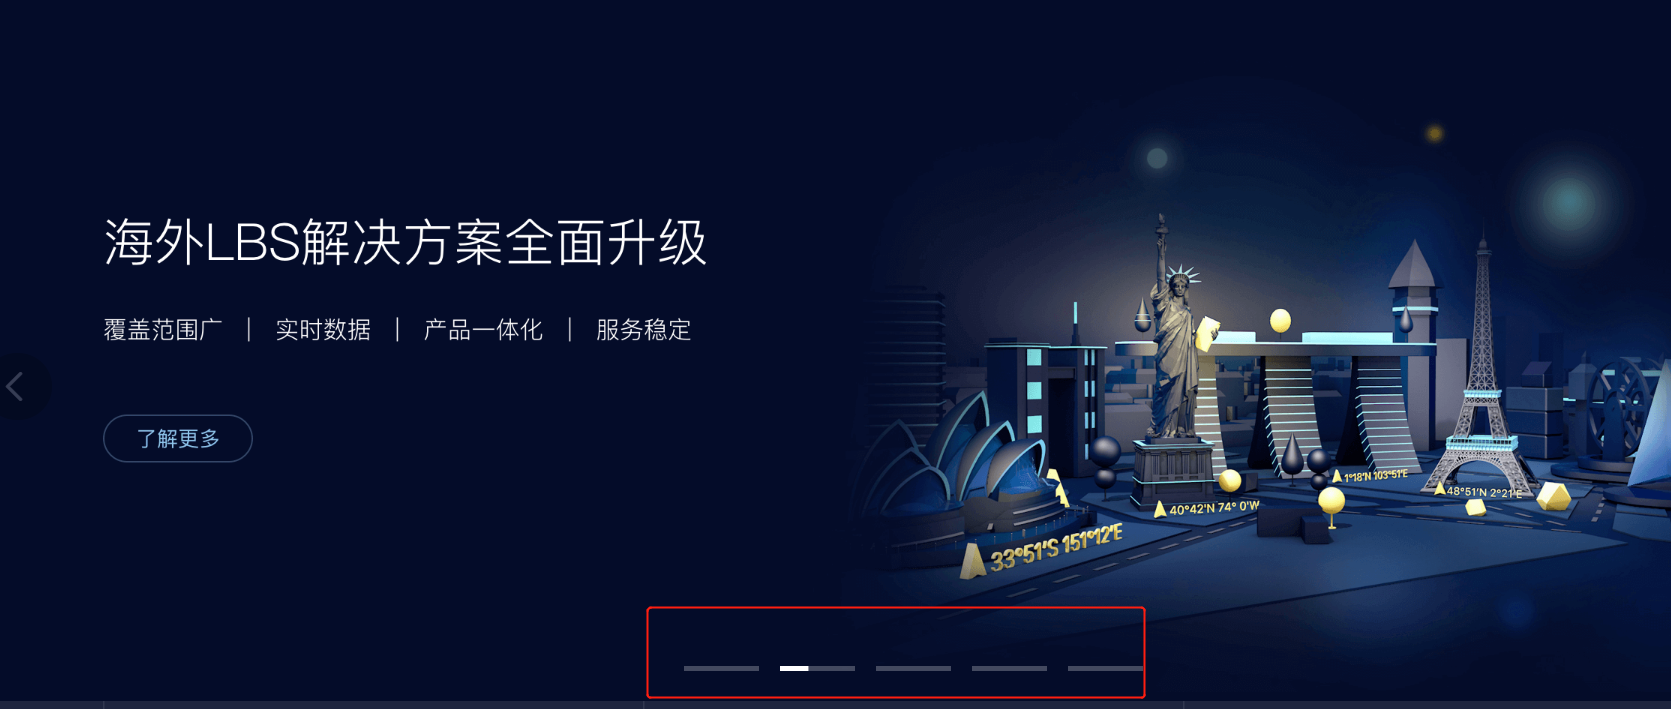 海外LBS解决方案全面升级
覆盖范围广 | 实时数据 | 产品一体化 | 服务稳定
了解更多
1°18'N 103°51'E
48°51'N 2°21'E
40°42'N 74° 0'W
33°51'S 151°12'E